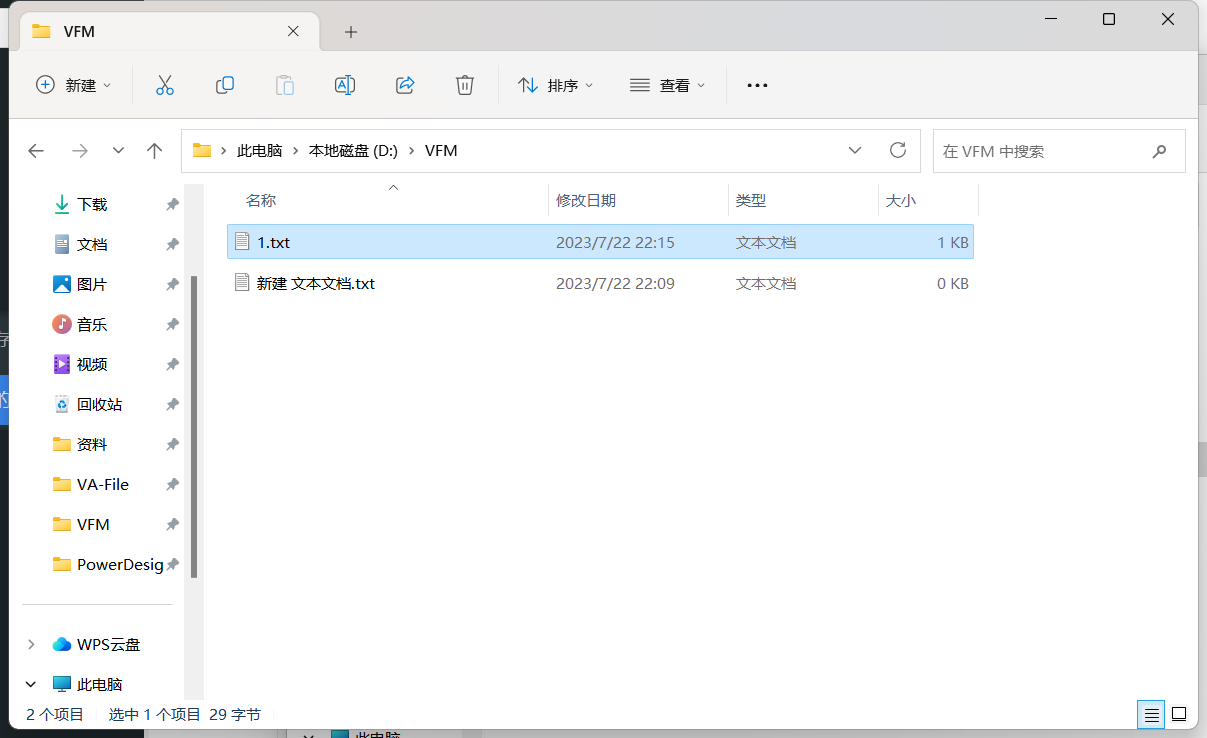 VFM
新建
排序
查看
此电脑 › 本地磁盘 (D:) › VFM
在 VFM 中搜索
名称 修改日期 类型 大小
1.txt 2023/7/22 22:15 文本文档 1 KB
新建 文本文档.txt 2023/7/22 22:09 文本文档 0 KB
下载
文档
图片
音乐
视频
回收站
资料
VA-File
VFM
PowerDesig
WPS云盘
此电脑
2 个项目 选中 1 个项目 29 字节
此电脑